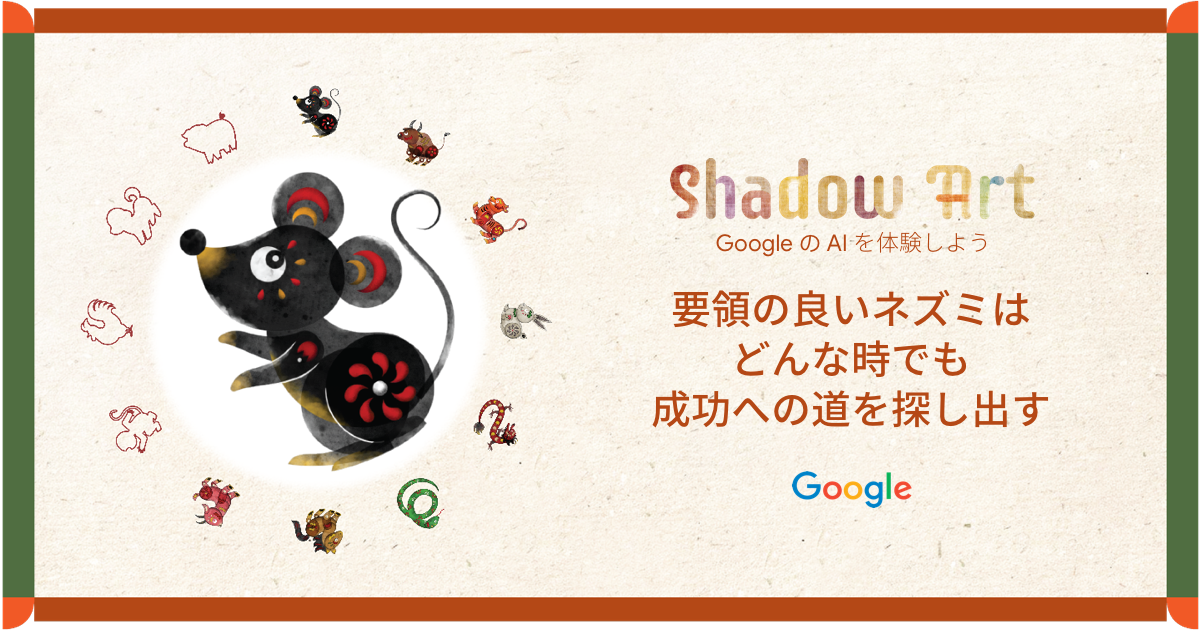 Shadow Art
Google の AI を体験しよう
要領の良いネズミは
どんな時でも
成功への道を探し出す
Google